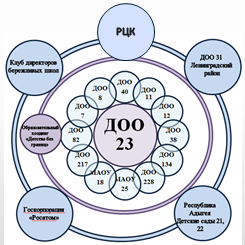 РЦК
Клуб директоров
бережливых школ
ДОО 31
Ленинградский
район
ДОО
40
ДОО
8
ДОО
11
ДОО
7
ДОО
12
Образовательный
холдинг
«Детство без
границ»
ДОО
82
ДОО
23
ДОО
38
ДОО
217
ДОО
134
МАОУ
18
МАОУ
25
ДОО
228
Госкорпорация
«Росатом»
Республика
Адыгея
Детские сады 21,
22